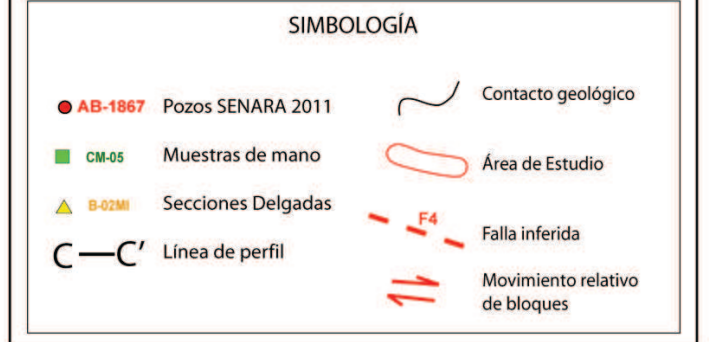 SIMBOLOGÍA
AB-1867 Pozos SENARA 2011
CM-05 Muestras de mano
B-02MI Secciones Delgadas
C C' Línea de perfil
Contacto geológico
Área de Estudio
F4 Falla inferida
Movimiento relativo
de bloques